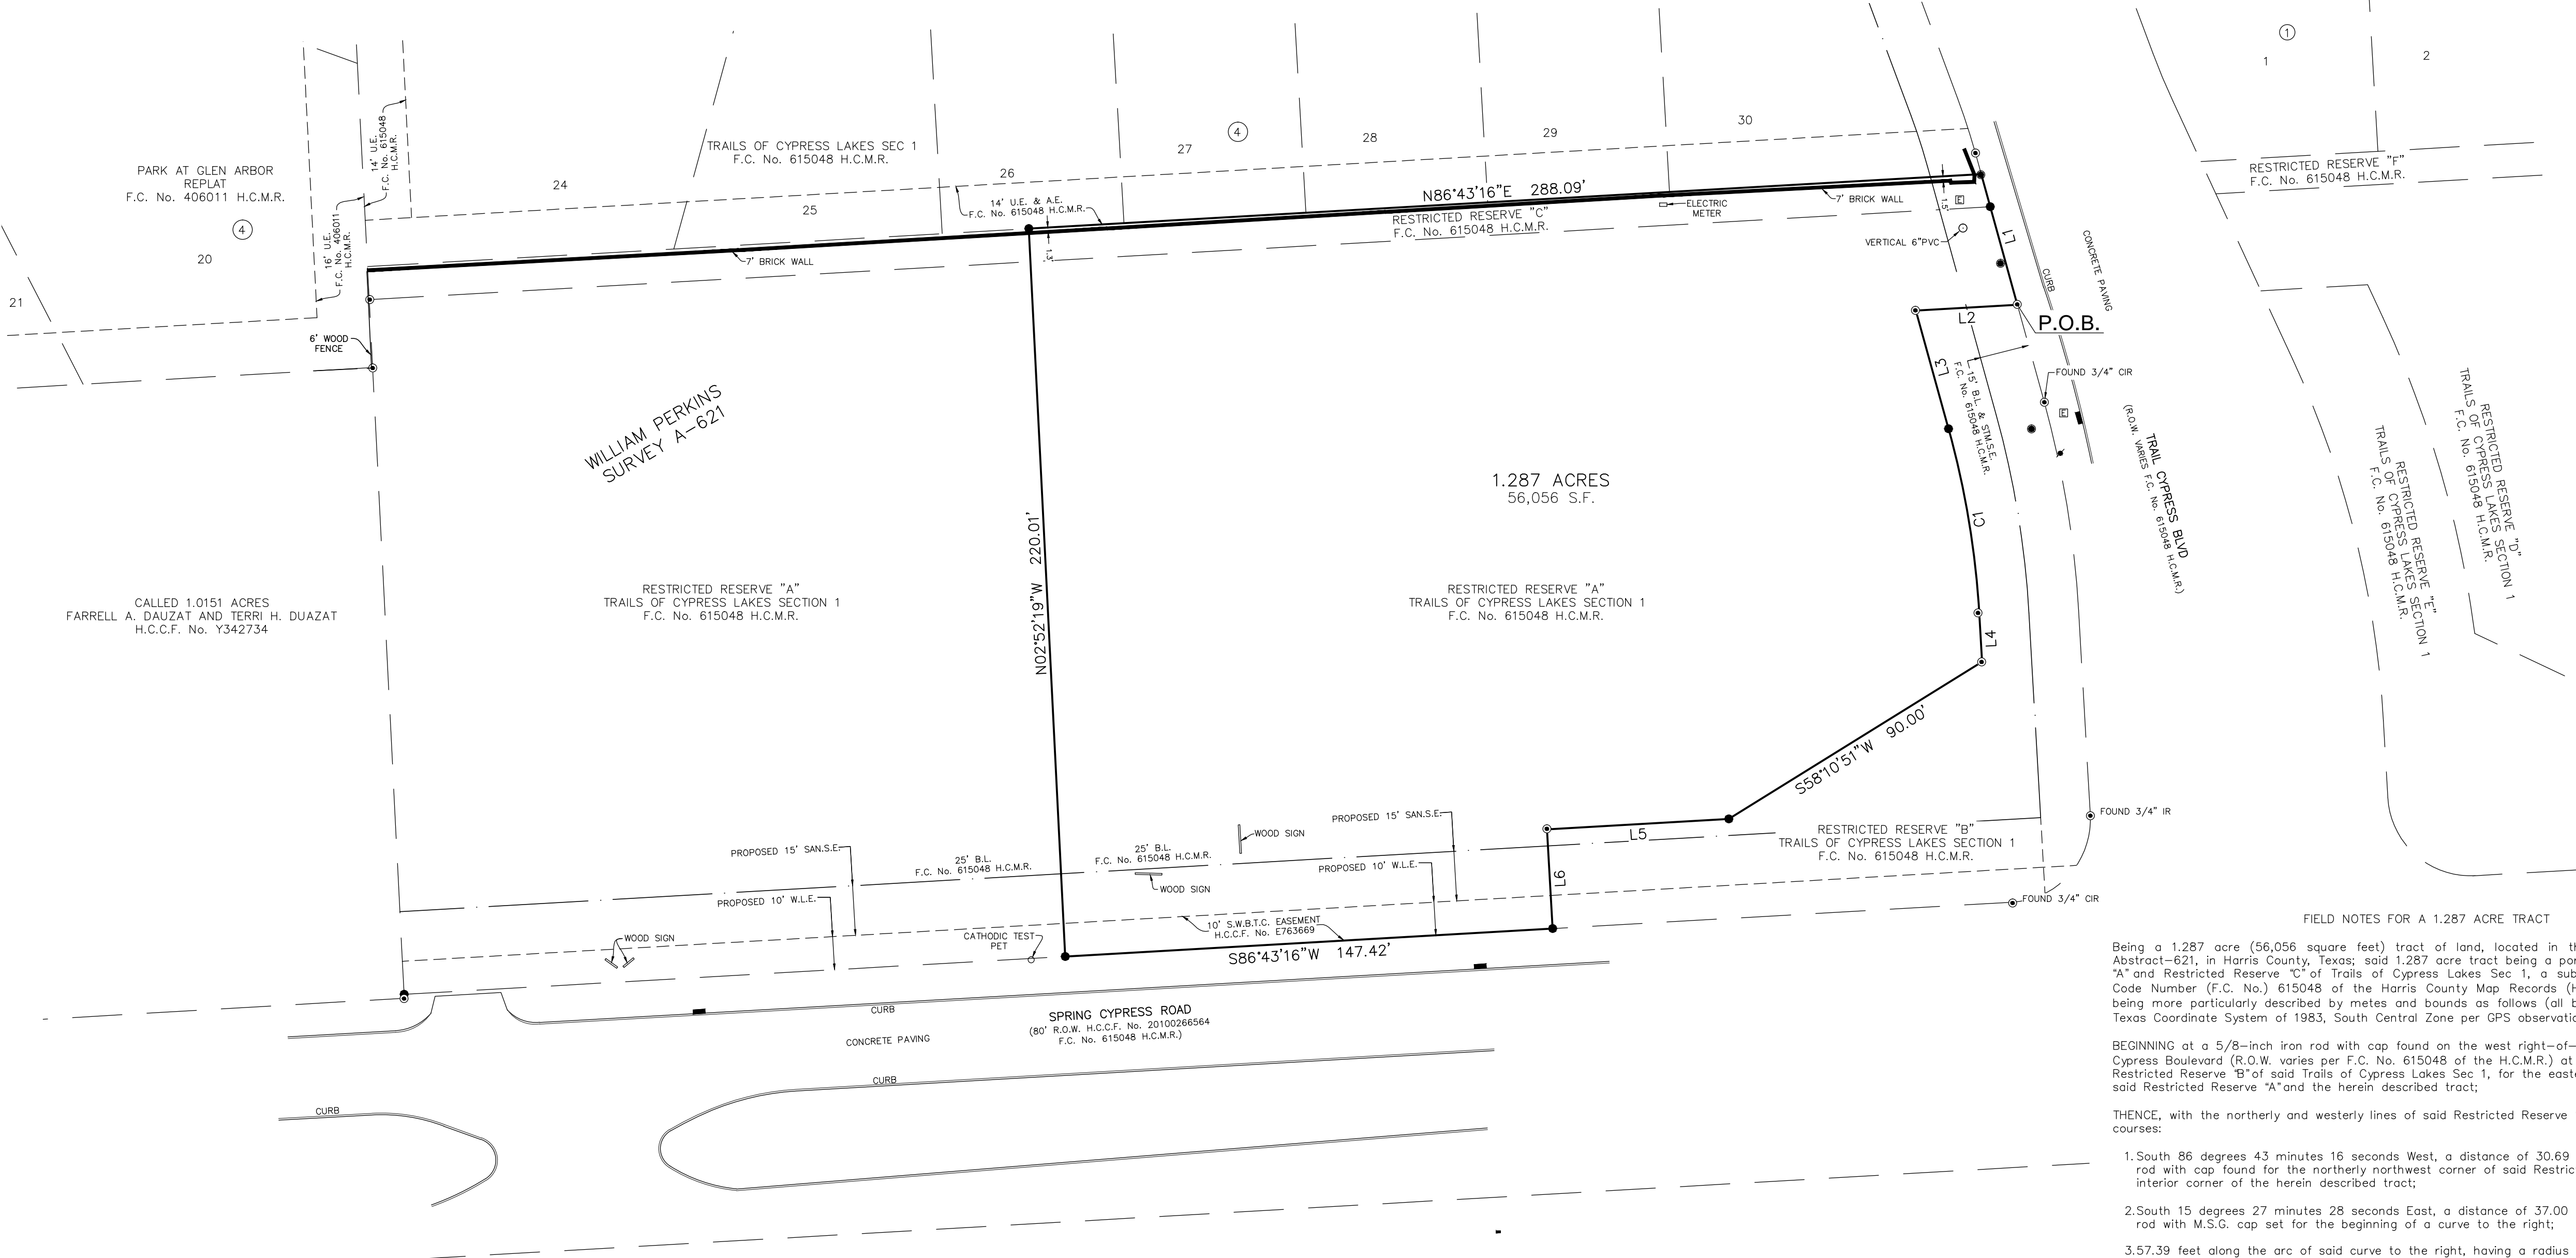 PARK AT GLEN ARBOR
REPLAT
F.C. No. 406011 H.C.M.R.
4
20
21
16' U.E.
F.C. No. 406011
H.C.M.R.
14' U.E.
F.C. No. 615048
H.C.M.R.
6' WOOD
FENCE
24
25
26
27
4
28
29
30
TRAILS OF CYPRESS LAKES SEC 1
F.C. No. 615048 H.C.M.R.
14' U.E. & A.E.
F.C. No. 615048 H.C.M.R.
N86°43'16"E 288.09'
RESTRICTED RESERVE "C"
F.C. No. 615048 H.C.M.R.
7' BRICK WALL
1.3'
ELECTRIC
METER
7' BRICK WALL
1.5'
E
VERTICAL 6"PVC
L1
CURB
CONCRETE PAVING
P.O.B.
L2
L3
15' B.L. & STM.S.E.
F.C. No. 615048 H.C.M.R.
FOUND 3/4" CIR
E
C1
L4
TRAIL CYPRESS BLVD
(R.O.W. VARIES F.C. No. 615048 H.C.M.R.)
1
1
2
RESTRICTED RESERVE "F"
F.C. No. 615048 H.C.M.R.
RESTRICTED RESERVE "D"
TRAILS OF CYPRESS LAKES SECTION 1
F.C. No. 615048 H.C.M.R.
RESTRICTED RESERVE "E"
TRAILS OF CYPRESS LAKES SECTION 1
F.C. No. 615048 H.C.M.R.
WILLIAM PERKINS
SURVEY A-621
1.287 ACRES
56,056 S.F.
N02°52'19"W 220.01'
CALLED 1.0151 ACRES
FARRELL A. DAUZAT AND TERRI H. DUAZAT
H.C.C.F. No. Y342734
RESTRICTED RESERVE "A"
TRAILS OF CYPRESS LAKES SECTION 1
F.C. No. 615048 H.C.M.R.
RESTRICTED RESERVE "A"
TRAILS OF CYPRESS LAKES SECTION 1
F.C. No. 615048 H.C.M.R.
S58°10'51"W 90.00'
L5
L6
RESTRICTED RESERVE "B"
TRAILS OF CYPRESS LAKES SECTION 1
F.C. No. 615048 H.C.M.R.
FOUND 3/4" IR
FOUND 3/4" CIR
PROPOSED 15' SAN.S.E.
PROPOSED 10' W.L.E.
25' B.L.
F.C. No. 615048 H.C.M.R.
25' B.L.
F.C. No. 615048 H.C.M.R.
WOOD SIGN
WOOD SIGN
WOOD SIGN
PROPOSED 15' SAN.S.E.
PROPOSED 10' W.L.E.
CATHODIC TEST
PET
10' S.W.B.T.C. EASEMENT
H.C.C.F. No. E763669
S86°43'16"W 147.42'
CURB
SPRING CYPRESS ROAD
(80' R.O.W. H.C.C.F. No. 20100266564
F.C. No. 615048 H.C.M.R.)
CONCRETE PAVING
CURB
CURB
FIELD NOTES FOR A 1.287 ACRE TRACT
Being a 1.287 acre (56,056 square feet) tract of land, located in th
Abstract-621, in Harris County, Texas; said 1.287 acre tract being a por
"A" and Restricted Reserve "C" of Trails of Cypress Lakes Sec 1, a sub
Code Number (F.C. No.) 615048 of the Harris County Map Records (H
being more particularly described by metes and bounds as follows (all b
Texas Coordinate System of 1983, South Central Zone per GPS observatio
BEGINNING at a 5/8-inch iron rod with cap found on the west right-of-
Cypress Boulevard (R.O.W. varies per F.C. No. 615048 of the H.C.M.R.) at
Restricted Reserve "B" of said Trails of Cypress Lakes Sec 1, for the easte
said Restricted Reserve "A" and the herein described tract;
THENCE, with the northerly and westerly lines of said Restricted Reserve
courses:
1. South 86 degrees 43 minutes 16 seconds West, a distance of 30.69
rod with cap found for the northerly northwest corner of said Restric
interior corner of the herein described tract;
2. South 15 degrees 27 minutes 28 seconds East, a distance of 37.00
rod with M.S.G. cap set for the beginning of a curve to the right;
3. 57.39 feet along the arc of said curve to the right, having a radius